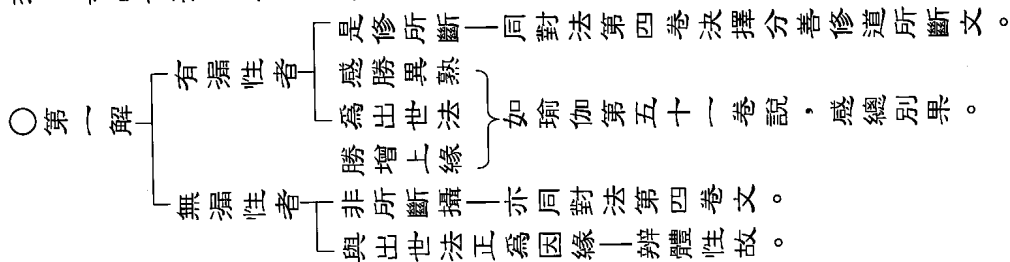 ○第一解
有漏性者
是修所斷—同對法第四卷決擇分善修道所斷文。
感勝異熟
為出世法
勝增上緣
如瑜伽第五十一卷說，感總別果。
無漏性者
非所斷攝—亦同對法第四卷文。
與出世法正為因緣—辨體性故。